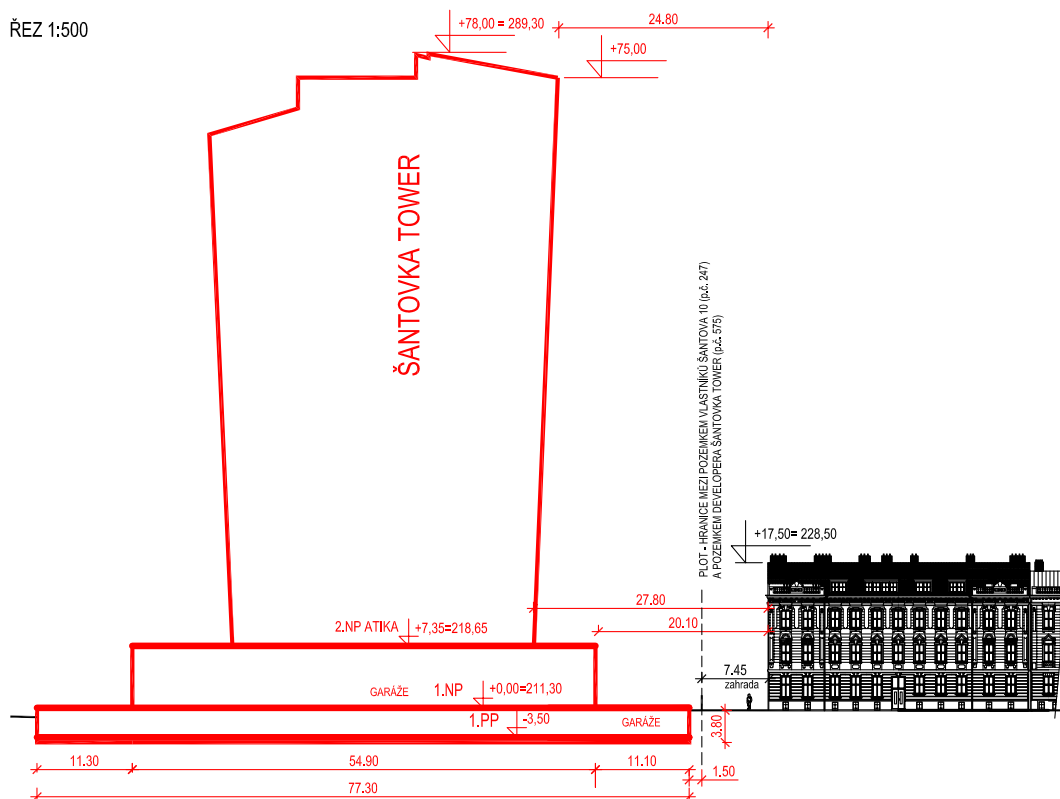 ŘEZ 1:500
+78,00 = 289,30
24.80
+75,00
ŠANTOVKA TOWER
PLOT - HRANICE MEZI POZEMKEM VLASTNÍKŮ ŠANTOVA 10 (p.č. 247)
A POZEMKEM DEVELOPERA ŠANTOVKA TOWER (p.č. 575)
+17,50= 228,50
27.80
20.10
2.NP ATIKA
+7,35=218,65
7.45
zahrada
GARÁŽE
1.NP
+0,00=211,30
1.PP
-3,50
GARÁŽE
3.80
11.30
54.90
11.10
1.50
77.30